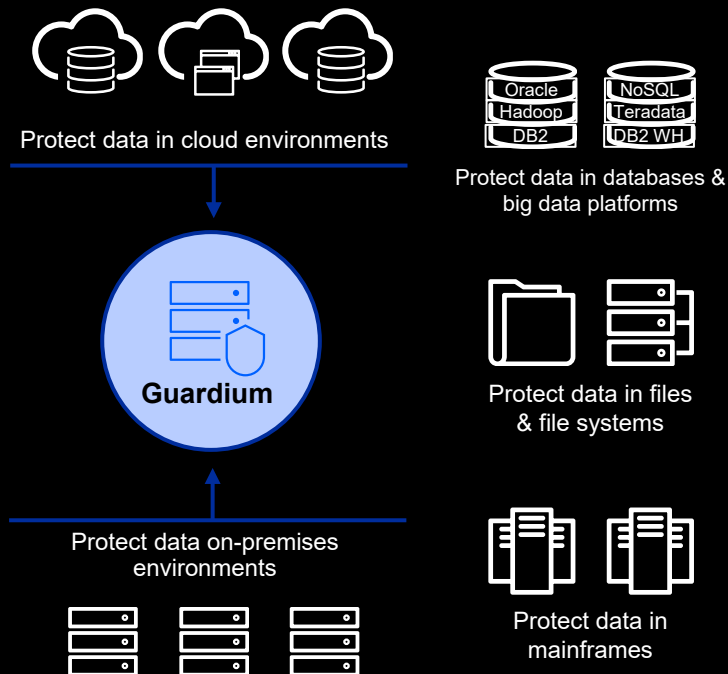 Protect data in cloud environments
Guardium
Protect data on-premises
environments
Oracle
Hadoop
DB2
NoSQL
Teradata
DB2 WH
Protect data in databases &
big data platforms
Protect data in files
& file systems
Protect data in
mainframes